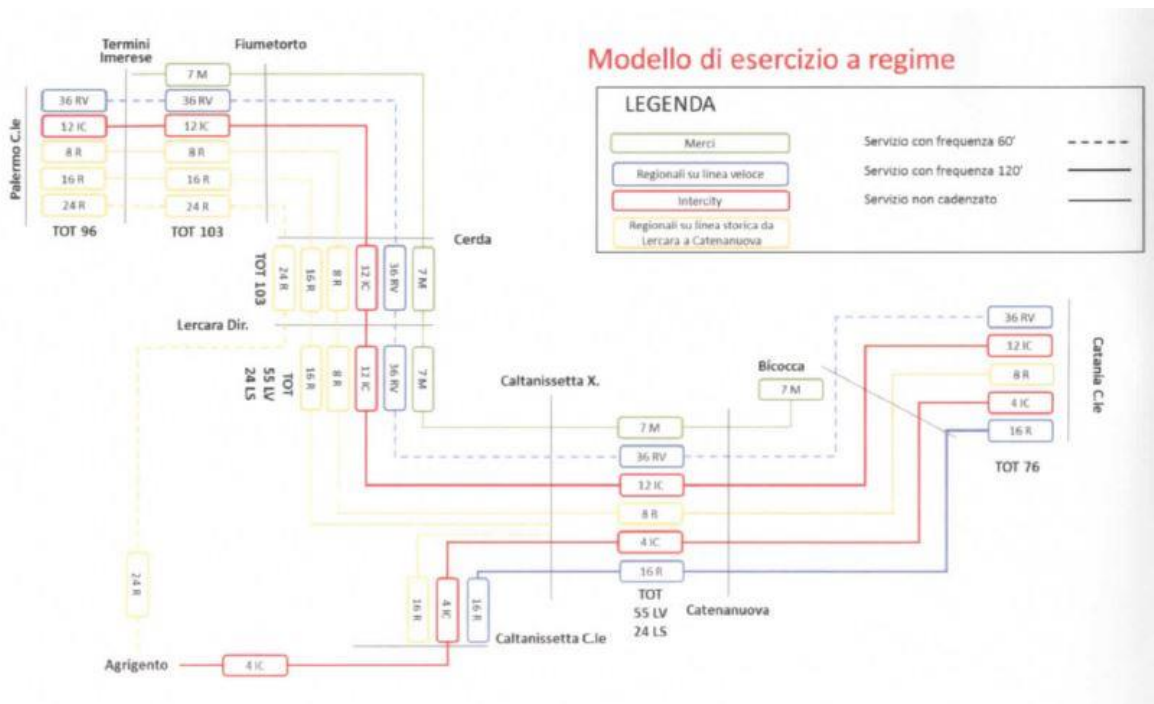 Modello di esercizio a regime
LEGENDA
Merci
Regionali su linea veloce
Intercity
Regionali su linea storica da
Lercara a Catenanuova
Servizio con frequenza 60'
Servizio con frequenza 120'
Servizio non cadenzato
Termini
Imerese
Fiumetorto
7 M
Palermo C.le
36 RV
36 RV
12 IC
12 IC
8 R
8 R
16 R
16 R
24 R
24 R
TOT 96
TOT 103
Cerda
TOT 103
24 R
16 R
8 R
12 IC
36 RV
7 M
Lercara Dir.
TOT
55 LV
24 LS
16 R
8 R
12 IC
36 RV
7 M
Caltanissetta X.
Bicocca
7 M
7 M
36 RV
12 IC
8 R
4 IC
16 R
TOT
55 LV
24 LS
Catenanuova
36 RV
12 IC
8 R
4 IC
16 R
TOT 76
Catania C.le
24 R
16 R
4 IC
16 R
Caltanissetta C.le
Agrigento
4 IC